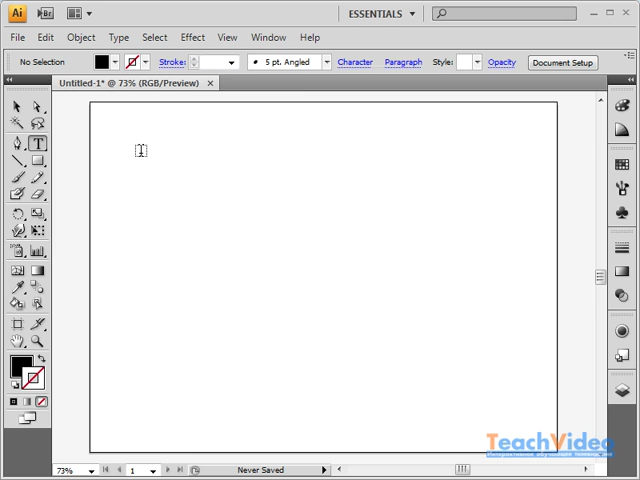 Ai Br ESSENTIALS
File Edit Object Type Select Effect View Window Help
No Selection Stroke: 5 pt. Angled Character Paragraph Style: Opacity Document Setup
Untitled-1* @ 73% (RGB/Preview)
T
TeachVideo
73% 1 Never Saved